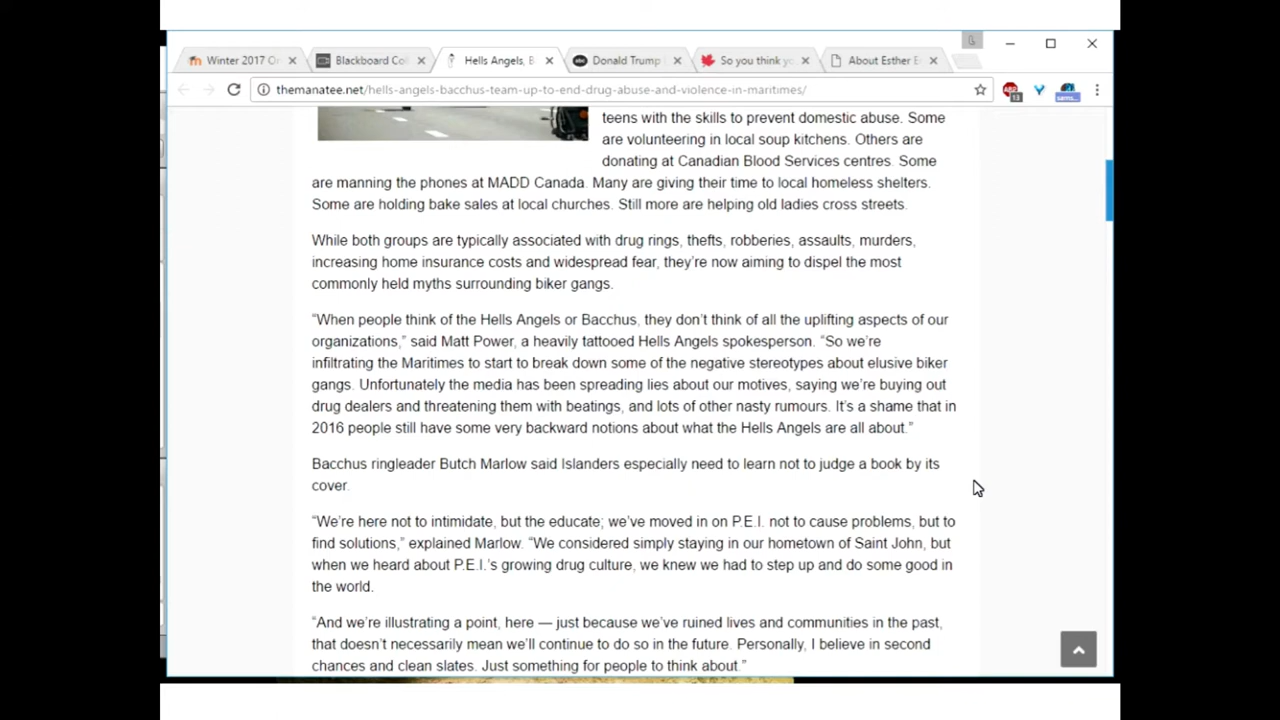 Winter 2017 O
Blackboard Co
Hells Angels, B
Donald Trump
So you think y
About Esther E
themanatee.net/hells-angels-bacchus-team-up-to-end-drug-abuse-and-violence-in-maritimes/
13
teens with the skills to prevent domestic abuse. Some
are volunteering in local soup kitchens. Others are
donating at Canadian Blood Services centres. Some
are manning the phones at MADD Canada. Many are giving their time to local homeless shelters.
Some are holding bake sales at local churches. Still more are helping old ladies cross streets.
While both groups are typically associated with drug rings, thefts, robberies, assaults, murders,
increasing home insurance costs and widespread fear, they’re now aiming to dispel the most
commonly held myths surrounding biker gangs.
“When people think of the Hells Angels or Bacchus, they don’t think of all the uplifting aspects of our
organizations,” said Matt Power, a heavily tattooed Hells Angels spokesperson. “So we’re
infiltrating the Maritimes to start to break down some of the negative stereotypes about elusive biker
gangs. Unfortunately the media has been spreading lies about our motives, saying we’re buying out
drug dealers and threatening them with beatings, and lots of other nasty rumours. It’s a shame that in
2016 people still have some very backward notions about what the Hells Angels are all about.”
Bacchus ringleader Butch Marlow said Islanders especially need to learn not to judge a book by its
cover.
“We’re here not to intimidate, but the educate; we’ve moved in on P.E.I. not to cause problems, but to
find solutions,” explained Marlow. “We considered simply staying in our hometown of Saint John, but
when we heard about P.E.I.’s growing drug culture, we knew we had to step up and do some good in
the world.
“And we’re illustrating a point, here — just because we’ve ruined lives and communities in the past,
that doesn’t necessarily mean we’ll continue to do so in the future. Personally, I believe in second
chances and clean slates. Just something for people to think about.”